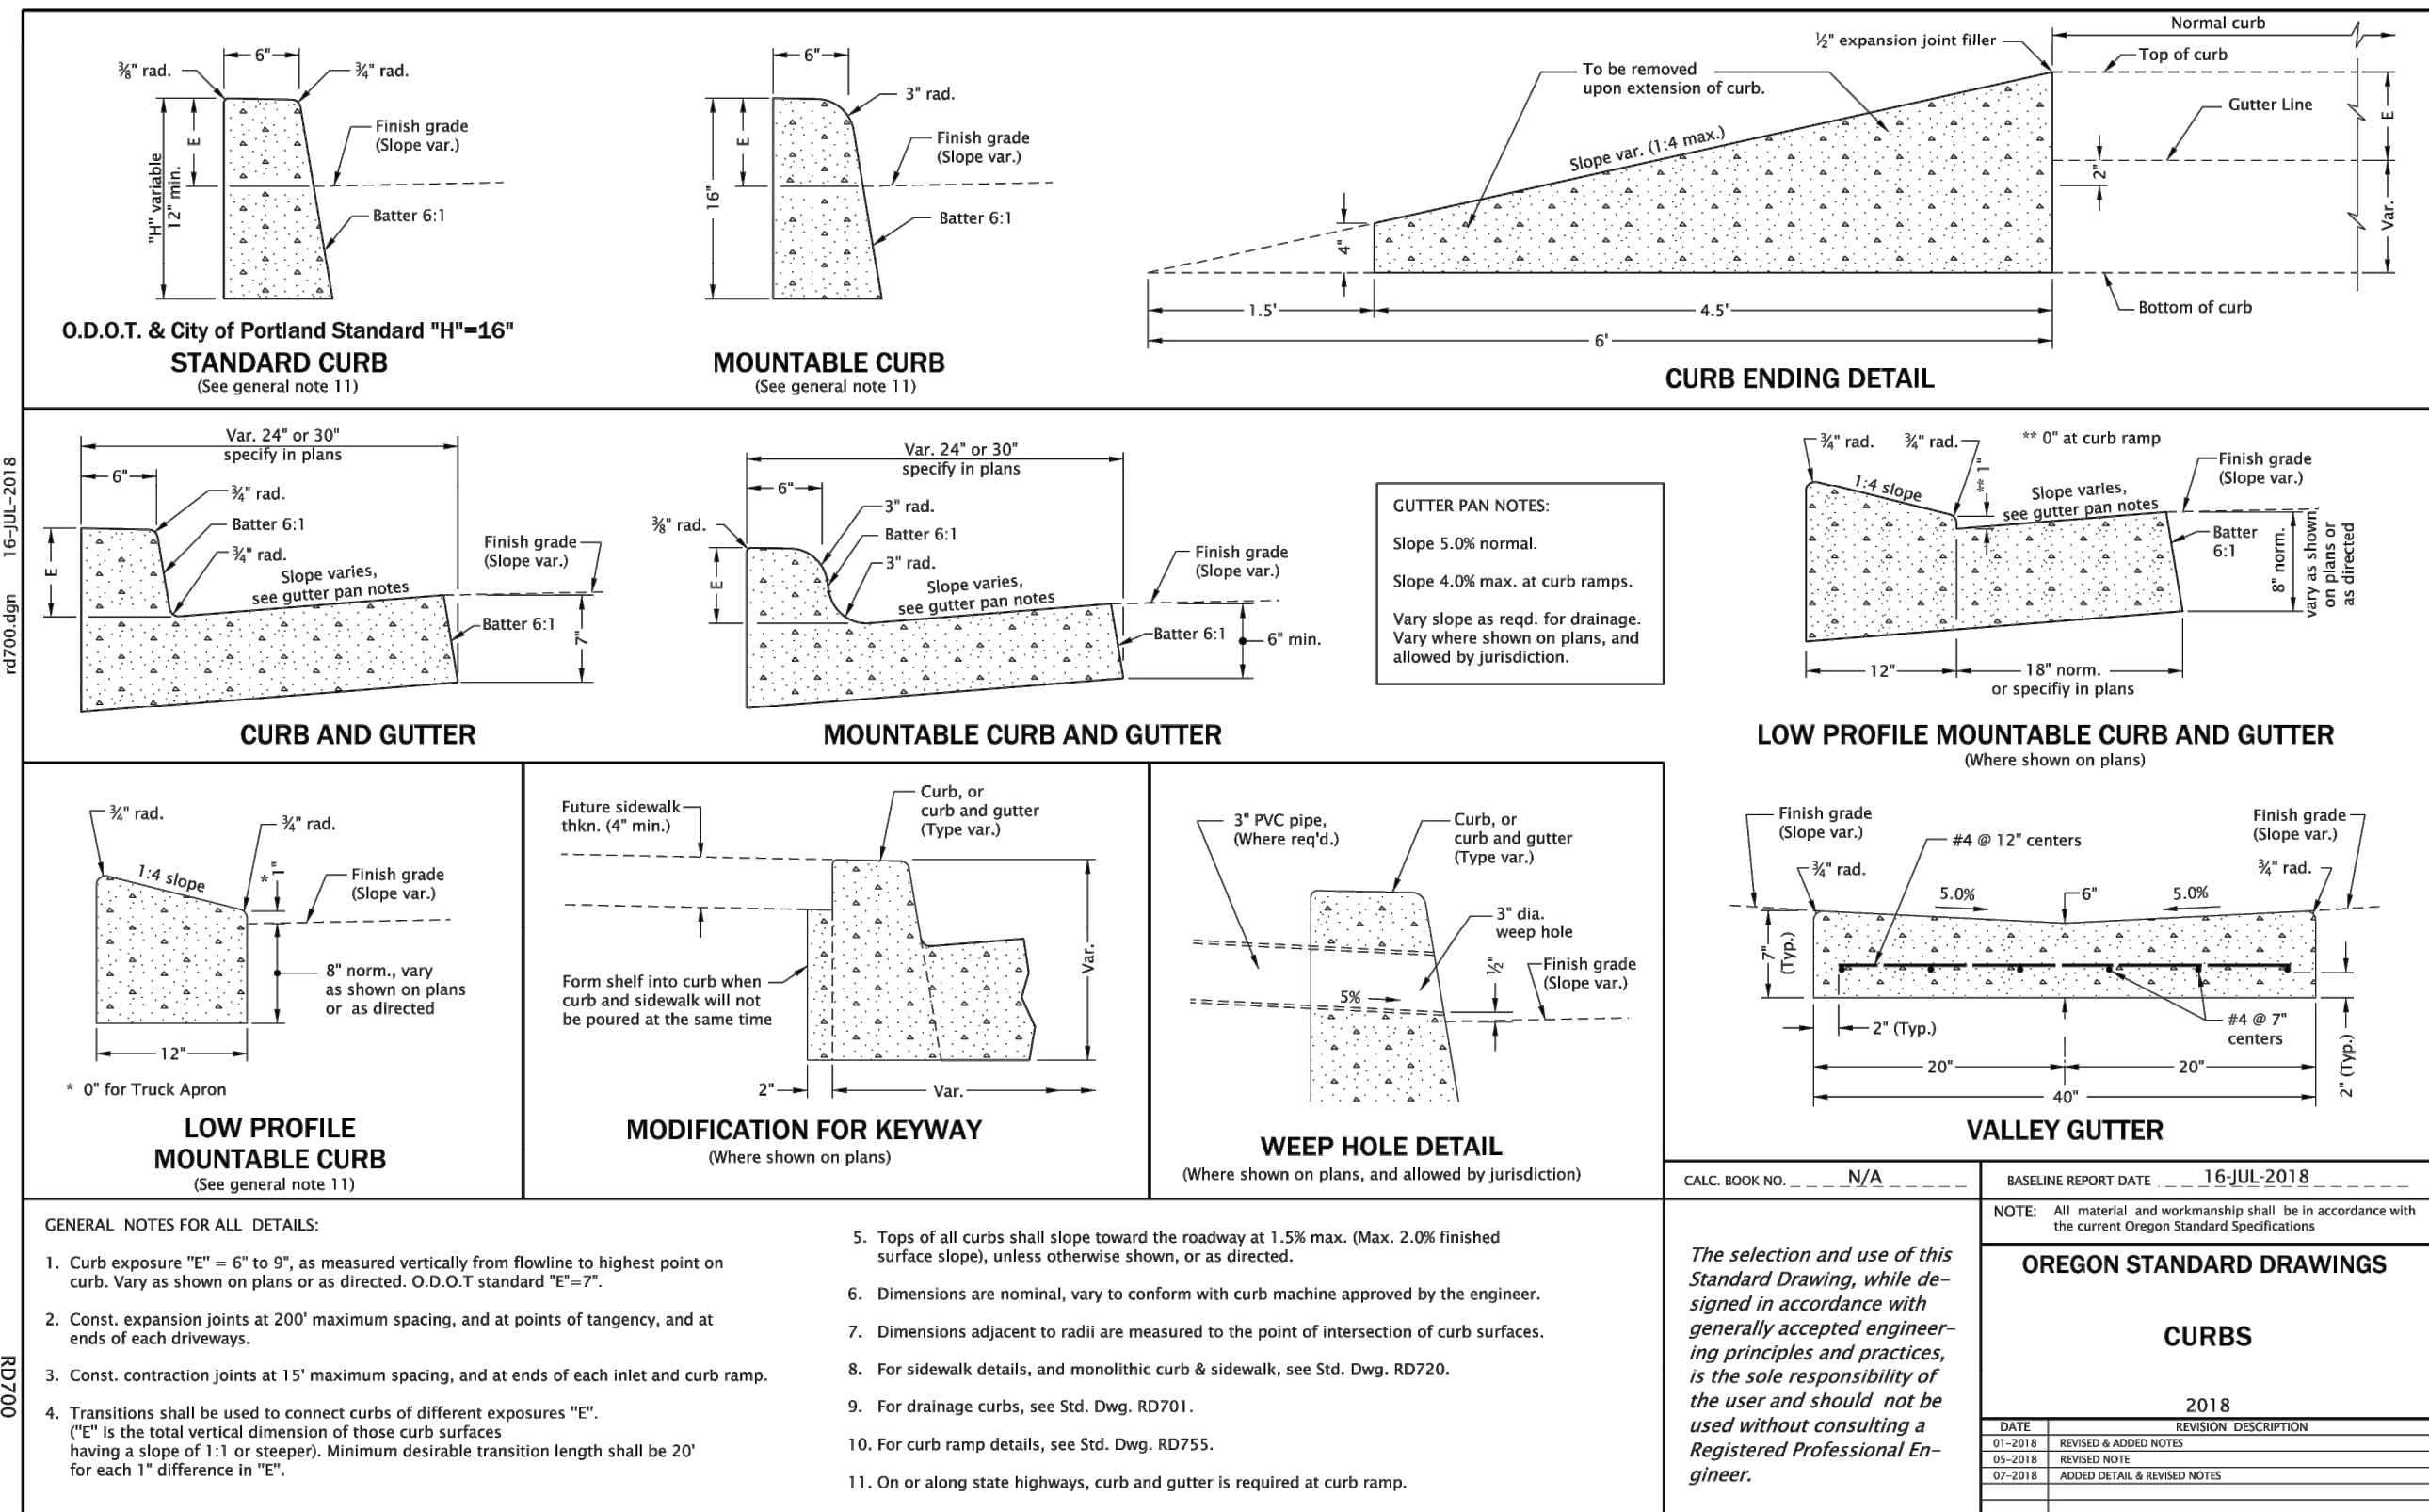 6"
⅜" rad.
¾" rad.
E
"H" variable
12" min.
Finish grade
(Slope var.)
Batter 6:1
O.D.O.T. & City of Portland Standard "H"=16"
STANDARD CURB
(See general note 11)
6"
3" rad.
E
16"
Finish grade
(Slope var.)
Batter 6:1
MOUNTABLE CURB
(See general note 11)
Normal curb
½" expansion joint filler
Top of curb
To be removed
upon extension of curb.
Gutter Line
E
Slope var. (1:4 max.)
2"
4"
Var.
1.5'
4.5'
Bottom of curb
6'
CURB ENDING DETAIL
Var. 24" or 30"
specify in plans
6"
¾" rad.
Batter 6:1
¾" rad.
E
Slope varies,
see gutter pan notes
Finish grade
(Slope var.)
Batter 6:1
7"
CURB AND GUTTER
Var. 24" or 30"
specify in plans
6"
3" rad.
⅜" rad.
Batter 6:1
3" rad.
E
Slope varies,
see gutter pan notes
Finish grade
(Slope var.)
Batter 6:1
6" min.
MOUNTABLE CURB AND GUTTER
GUTTER PAN NOTES:
Slope 5.0% normal.
Slope 4.0% max. at curb ramps.
Vary slope as reqd. for drainage.
Vary where shown on plans, and
allowed by jurisdiction.
¾" rad.
¾" rad.
** 0" at curb ramp
** 1"
1:4 slope
Slope varies,
see gutter pan notes
Finish grade
(Slope var.)
Batter
6:1
8" norm.
vary as shown
on plans or
as directed
12"
18" norm.
or specifiy in plans
LOW PROFILE MOUNTABLE CURB AND GUTTER
(Where shown on plans)
¾" rad.
¾" rad.
1:4 slope
* 1"
Finish grade
(Slope var.)
8" norm., vary
as shown on plans
or as directed
12"
* 0" for Truck Apron
LOW PROFILE
MOUNTABLE CURB
(See general note 11)
Future sidewalk
thkn. (4" min.)
Curb, or
curb and gutter
(Type var.)
Form shelf into curb when
curb and sidewalk will not
be poured at the same time
Var.
2"
Var.
MODIFICATION FOR KEYWAY
(Where shown on plans)
3" PVC pipe,
(Where req'd.)
Curb, or
curb and gutter
(Type var.)
3" dia.
weep hole
½"
Finish grade
(Slope var.)
5%
WEEP HOLE DETAIL
(Where shown on plans, and allowed by jurisdiction)
Finish grade
(Slope var.)
#4 @ 12" centers
Finish grade
(Slope var.)
¾" rad.
¾" rad.
5.0%
6"
5.0%
7"
(Typ.)
2" (Typ.)
#4 @ 7"
centers
20"
20"
2" (Typ.)
40"
VALLEY GUTTER
CALC. BOOK NO. N/A
BASELINE REPORT DATE 16-JUL-2018
NOTE: All material and workmanship shall be in accordance with
the current Oregon Standard Specifications
The selection and use of this
Standard Drawing, while de-
signed in accordance with
generally accepted engineer-
ing principles and practices,
is the sole responsibility of
the user and should not be
used without consulting a
Registered Professional En-
gineer.
OREGON STANDARD DRAWINGS
CURBS
2018
DATE REVISION DESCRIPTION
01-2018 REVISED & ADDED NOTES
05-2018 REVISED NOTE
07-2018 ADDED DETAIL & REVISED NOTES
GENERAL NOTES FOR ALL DETAILS:
1. Curb exposure "E" = 6" to 9", as measured vertically from flowline to highest point on
curb. Vary as shown on plans or as directed. O.D.O.T standard "E"=7".
2. Const. expansion joints at 200' maximum spacing, and at points of tangency, and at
ends of each driveways.
3. Const. contraction joints at 15' maximum spacing, and at ends of each inlet and curb ramp.
4. Transitions shall be used to connect curbs of different exposures "E".
("E" Is the total vertical dimension of those curb surfaces
having a slope of 1:1 or steeper). Minimum desirable transition length shall be 20'
for each 1" difference in "E".
5. Tops of all curbs shall slope toward the roadway at 1.5% max. (Max. 2.0% finished
surface slope), unless otherwise shown, or as directed.
6. Dimensions are nominal, vary to conform with curb machine approved by the engineer.
7. Dimensions adjacent to radii are measured to the point of intersection of curb surfaces.
8. For sidewalk details, and monolithic curb & sidewalk, see Std. Dwg. RD720.
9. For drainage curbs, see Std. Dwg. RD701.
10. For curb ramp details, see Std. Dwg. RD755.
11. On or along state highways, curb and gutter is required at curb ramp.
rd700.dgn 16-JUL-2018
RD700